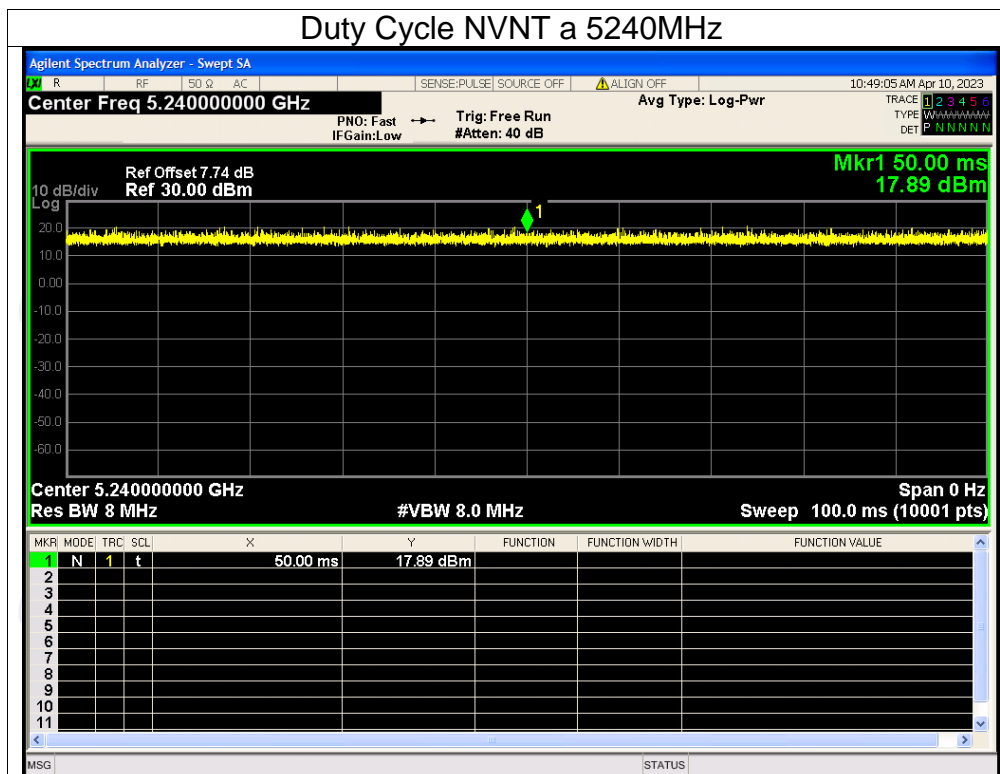 Duty Cycle NVNT a 5240MHz
Agilent Spectrum Analyzer - Swept SA
LXI R RF 50 Ω AC SENSE:PULSE SOURCE OFF ALIGN OFF 10:49:05 AM Apr 10, 2023
Center Freq 5.240000000 GHz Avg Type: Log-Pwr TRACE 1 2 3 4 5 6
PNO: Fast Trig: Free Run TYPE WWWWWW
IFGain:Low #Atten: 40 dB DET P N N N N N
Mkr1 50.00 ms
Ref Offset 7.74 dB
10 dB/div Ref 30.00 dBm 17.89 dBm
Log
1
20.0
10.0
0.00
-10.0
-20.0
-30.0
-40.0
-50.0
-60.0
Center 5.240000000 GHz Span 0 Hz
Res BW 8 MHz #VBW 8.0 MHz Sweep 100.0 ms (10001 pts)
MKR MODE TRC SCL X Y FUNCTION FUNCTION WIDTH FUNCTION VALUE
1 N 1 t 50.00 ms 17.89 dBm
2
3
4
5
6
7
8
9
10
11
MSG STATUS